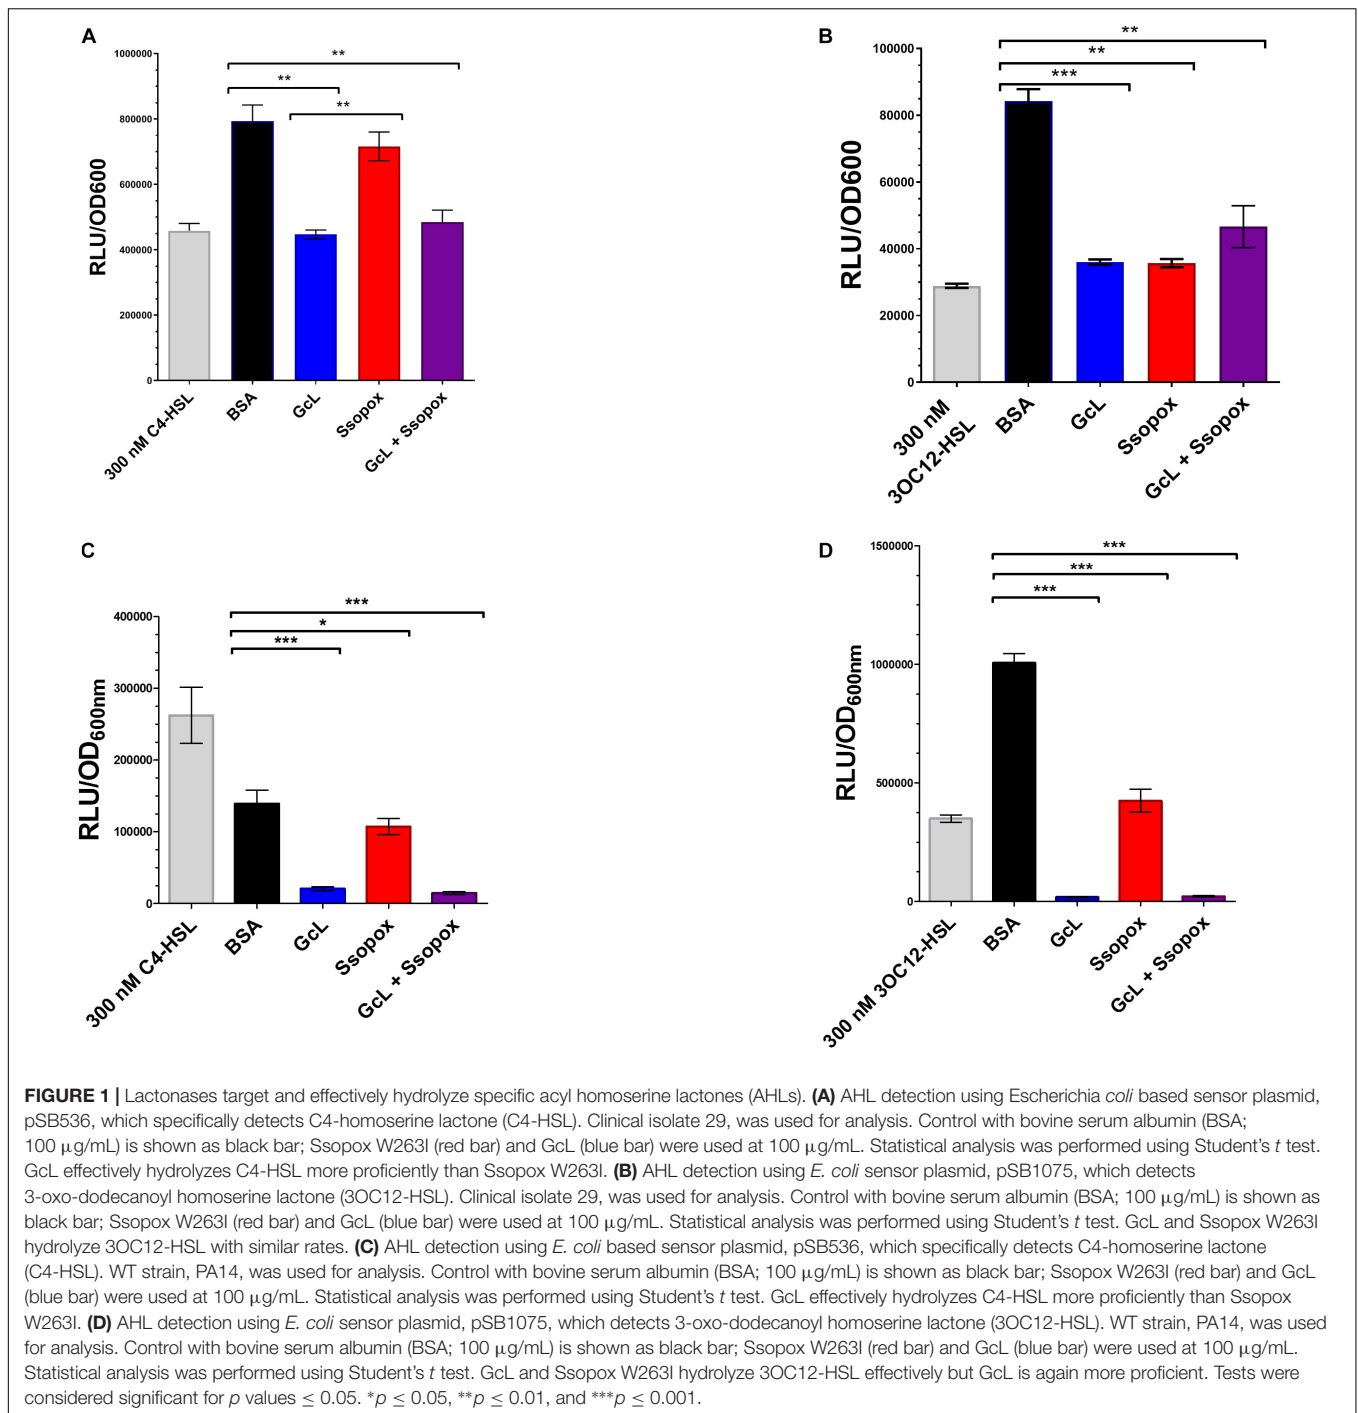 A
1000000
800000
600000
400000
200000
0
RLU/OD600
**
**
**
300 nM C4-HSL
BSA
GcL
Ssopox
GcL + Ssopox
B
100000
80000
60000
40000
20000
0
RLU/OD600
**
**
***
300 nM
3OC12-HSL
BSA
GcL
Ssopox
GcL + Ssopox
C
400000
300000
200000
100000
0
RLU/OD600nm
***
*
***
300 nM C4-HSL
BSA
GcL
Ssopox
GcL + Ssopox
D
1500000
1000000
500000
0
RLU/OD600nm
***
***
***
300 nM 3OC12-HSL
BSA
GcL
Ssopox
GcL + Ssopox
FIGURE 1 | Lactonases target and effectively hydrolyze specific acyl homoserine lactones (AHLs). (A) AHL detection using Escherichia coli based sensor plasmid,
pSB536, which specifically detects C4-homoserine lactone (C4-HSL). Clinical isolate 29, was used for analysis. Control with bovine serum albumin (BSA;
100 μg/mL) is shown as black bar; Ssopox W263I (red bar) and GcL (blue bar) were used at 100 μg/mL. Statistical analysis was performed using Student's t test.
GcL effectively hydrolyzes C4-HSL more proficiently than Ssopox W263I. (B) AHL detection using E. coli sensor plasmid, pSB1075, which detects
3-oxo-dodecanoyl homoserine lactone (3OC12-HSL). Clinical isolate 29, was used for analysis. Control with bovine serum albumin (BSA; 100 μg/mL) is shown as
black bar; Ssopox W263I (red bar) and GcL (blue bar) were used at 100 μg/mL. Statistical analysis was performed using Student's t test. GcL and Ssopox W263I
hydrolyze 3OC12-HSL with similar rates. (C) AHL detection using E. coli based sensor plasmid, pSB536, which specifically detects C4-homoserine lactone
(C4-HSL). WT strain, PA14, was used for analysis. Control with bovine serum albumin (BSA; 100 μg/mL) is shown as black bar; Ssopox W263I (red bar) and GcL
(blue bar) were used at 100 μg/mL. Statistical analysis was performed using Student's t test. GcL effectively hydrolyzes C4-HSL more proficiently than Ssopox
W263I. (D) AHL detection using E. coli sensor plasmid, pSB1075, which detects 3-oxo-dodecanoyl homoserine lactone (3OC12-HSL). WT strain, PA14, was used
for analysis. Control with bovine serum albumin (BSA; 100 μg/mL) is shown as black bar; Ssopox W263I (red bar) and GcL (blue bar) were used at 100 μg/mL.
Statistical analysis was performed using Student's t test. GcL and Ssopox W263I hydrolyze 3OC12-HSL effectively but GcL is again more proficient. Tests were
considered significant for p values ≤ 0.05. *p ≤ 0.05, **p ≤ 0.01, and ***p ≤ 0.001.